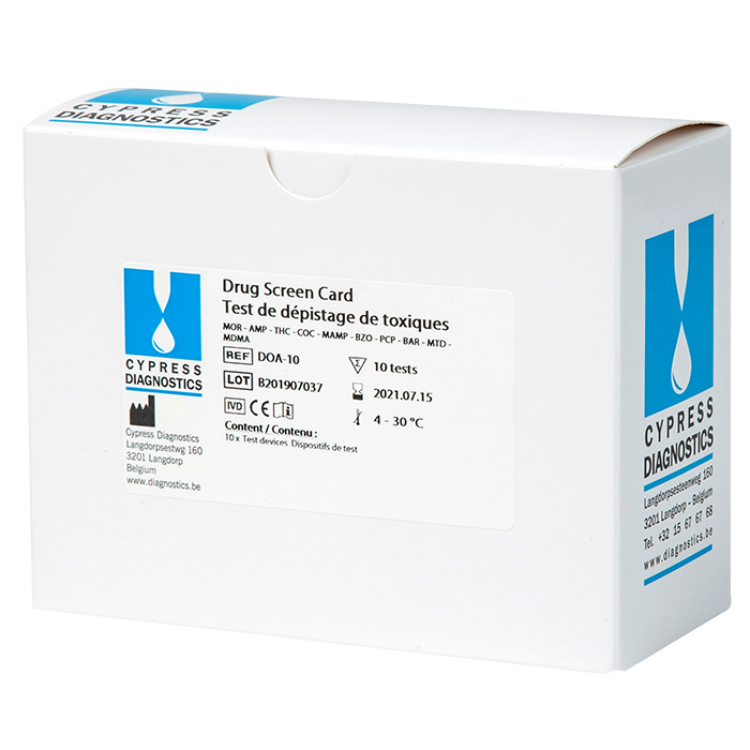 CYPRESS
DIAGNOSTICS
CYPRESS
DIAGNOSTICS
Cypress Diagnostics
Langdorpsestwg 160
3201 Langdorp
Belgium
www.diagnostics.be
Drug Screen Card
Test de dépistage de toxiques
MOR - AMP - THC - COC - MAMP - BZO - PCP - BAR - MTD -
MDMA
REF DOA-10
10 tests
LOT B201907037
2021.07.15
IVD CE i
4 - 30 °C
Content / Contenu :
10 x Test devices Dispositifs de test
CYPRESS
DIAGNOSTICS
Langdorpsesteenweg 160
3201 Langdorp - Belgium
Tel. +32 15 67 67 68
www.diagnostics.be